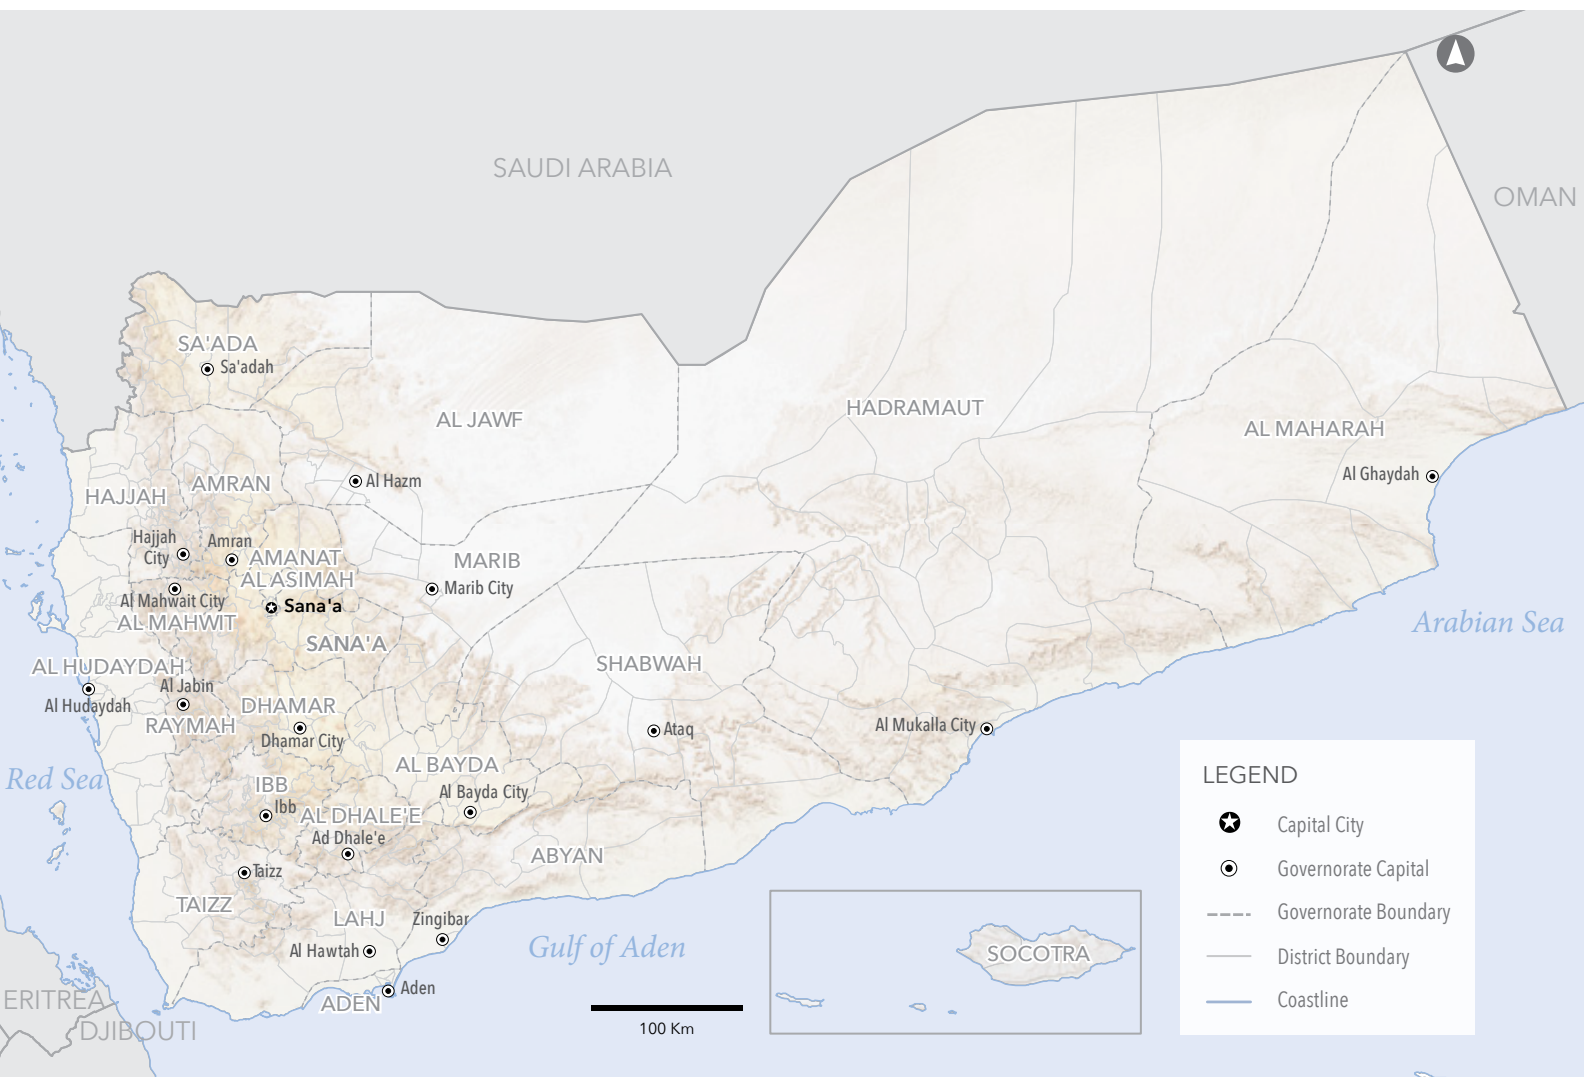 SAUDI ARABIA
OMAN
SA'ADA
Sa'adah
AL JAWF
HADRAMAUT
AL MAHARAH
Al Ghaydah
Al Hazm
AMRAN
HAJJAH
Hajjah
City
Amran
AMANAT
AL ASIMAH
MARIB
Marib City
Al Mahwait City
Sana'a
AL MAHWIT
SANA'A
Arabian Sea
AL HUDAYDAH
Al Hudaydah
Al Jabin
RAYMAH
DHAMAR
Dhamar City
SHABWAH
Ataq
Al Mukalla City
Red Sea
AL BAYDA
Al Bayda City
IBB
Ibb
AL DHALE'E
Ad Dhale'e
ABYAN
Taizz
TAIZZ
LAHJ
Zingibar
Al Hawtah
Gulf of Aden
ADEN
Aden
SOCOTRA
ERITREA
DJIBOUTI
100 Km
LEGEND
Capital City
Governorate Capital
Governorate Boundary
District Boundary
Coastline